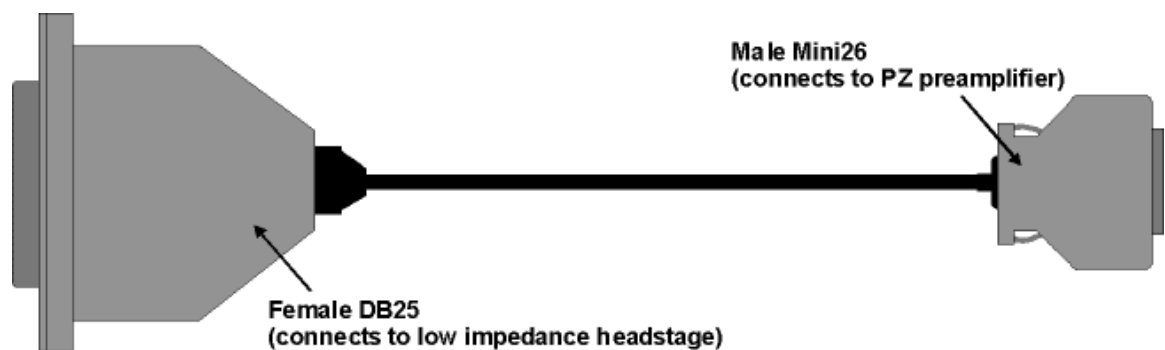 Male Mini26
(connects to PZ preamplifier)
Female DB25
(connects to low impedance headstage)